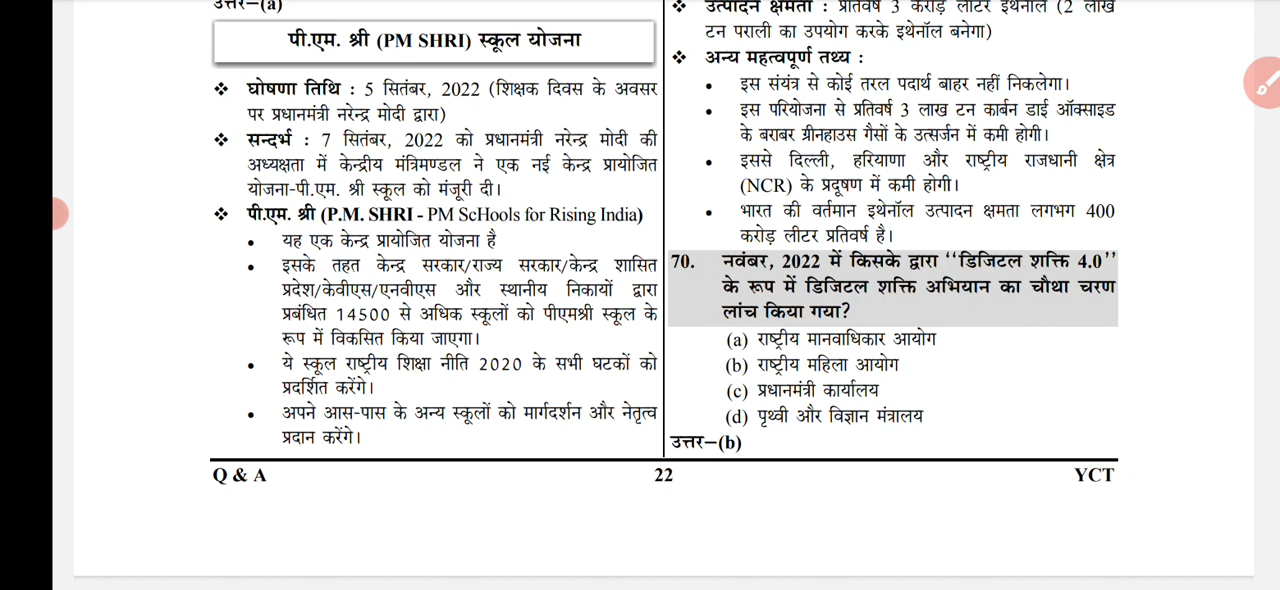 उत्तर–(a)
पी.एम. श्री (PM SHRI) स्कूल योजना
❖ घोषणा तिथि : 5 सितंबर, 2022 (शिक्षक दिवस के अवसर
पर प्रधानमंत्री नरेन्द्र मोदी द्वारा)
❖ सन्दर्भ : 7 सितंबर, 2022 को प्रधानमंत्री नरेन्द्र मोदी की
अध्यक्षता में केन्द्रीय मंत्रिमण्डल ने एक नई केन्द्र प्रायोजित
योजना-पी.एम. श्री स्कूल को मंजूरी दी।
❖ पी.एम. श्री (P.M. SHRI - PM ScHools for Rising India)
• यह एक केन्द्र प्रायोजित योजना है
• इसके तहत केन्द्र सरकार/राज्य सरकार/केन्द्र शासित
प्रदेश/केवीएस/एनवीएस और स्थानीय निकायों द्वारा
प्रबंधित 14500 से अधिक स्कूलों को पीएमश्री स्कूल के
रूप में विकसित किया जाएगा।
• ये स्कूल राष्ट्रीय शिक्षा नीति 2020 के सभी घटकों को
प्रदर्शित करेंगे।
• अपने आस-पास के अन्य स्कूलों को मार्गदर्शन और नेतृत्व
प्रदान करेंगे।
❖ उत्पादन क्षमता : प्रतिवर्ष 3 करोड़ लीटर इथेनॉल (2 लाख
टन पराली का उपयोग करके इथेनॉल बनेगा)
❖ अन्य महत्वपूर्ण तथ्य :
• इस संयंत्र से कोई तरल पदार्थ बाहर नहीं निकलेगा।
• इस परियोजना से प्रतिवर्ष 3 लाख टन कार्बन डाई ऑक्साइड
के बराबर ग्रीनहाउस गैसों के उत्सर्जन में कमी होगी।
• इससे दिल्ली, हरियाणा और राष्ट्रीय राजधानी क्षेत्र
(NCR) के प्रदूषण में कमी होगी।
• भारत की वर्तमान इथेनॉल उत्पादन क्षमता लगभग 400
करोड़ लीटर प्रतिवर्ष है।
70. नवंबर, 2022 में किसके द्वारा ‘‘डिजिटल शक्ति 4.0’’
के रूप में डिजिटल शक्ति अभियान का चौथा चरण
लांच किया गया?
(a) राष्ट्रीय मानवाधिकार आयोग
(b) राष्ट्रीय महिला आयोग
(c) प्रधानमंत्री कार्यालय
(d) पृथ्वी और विज्ञान मंत्रालय
उत्तर–(b)
Q & A 22 YCT